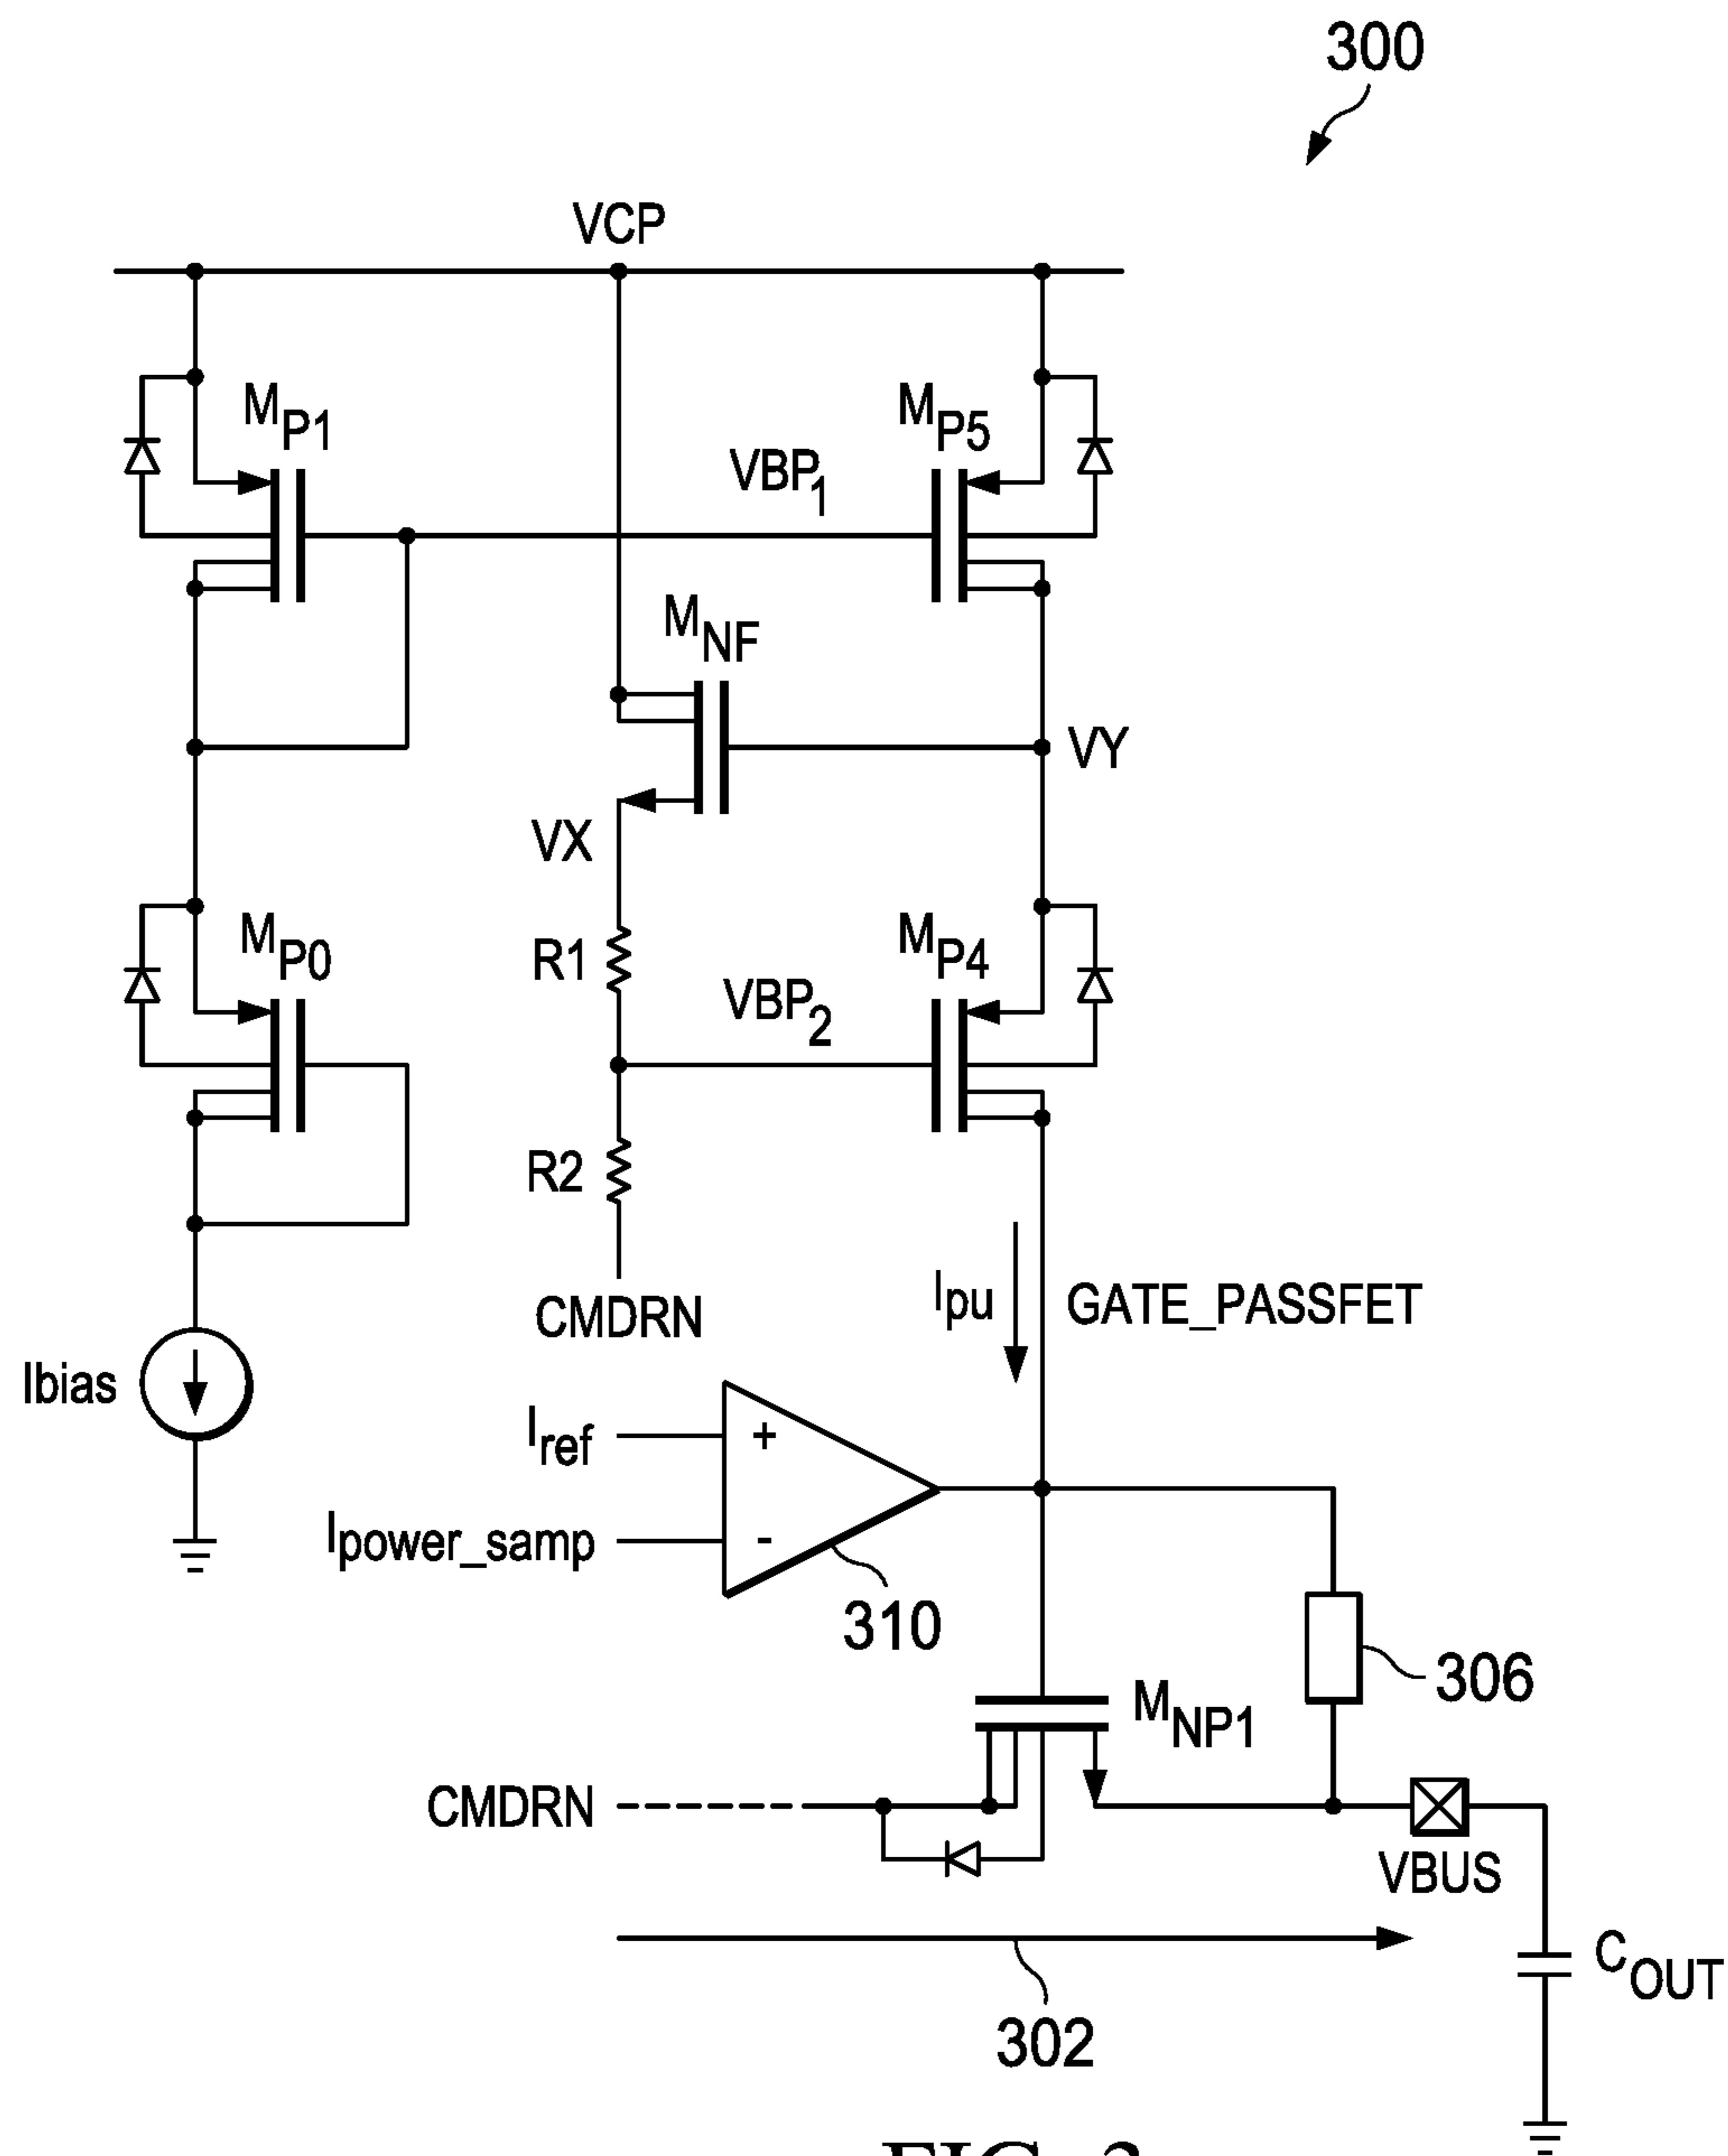 300
VCP
MP1
MP5
VBP1
MNF
VY
VX
MP0
R1
MP4
VBP2
R2
CMDRN
Ipu
GATE_PASSFET
Ibias
Iref
+
Ipower_samp
-
310
306
MNP1
CMDRN
VBUS
COUT
302